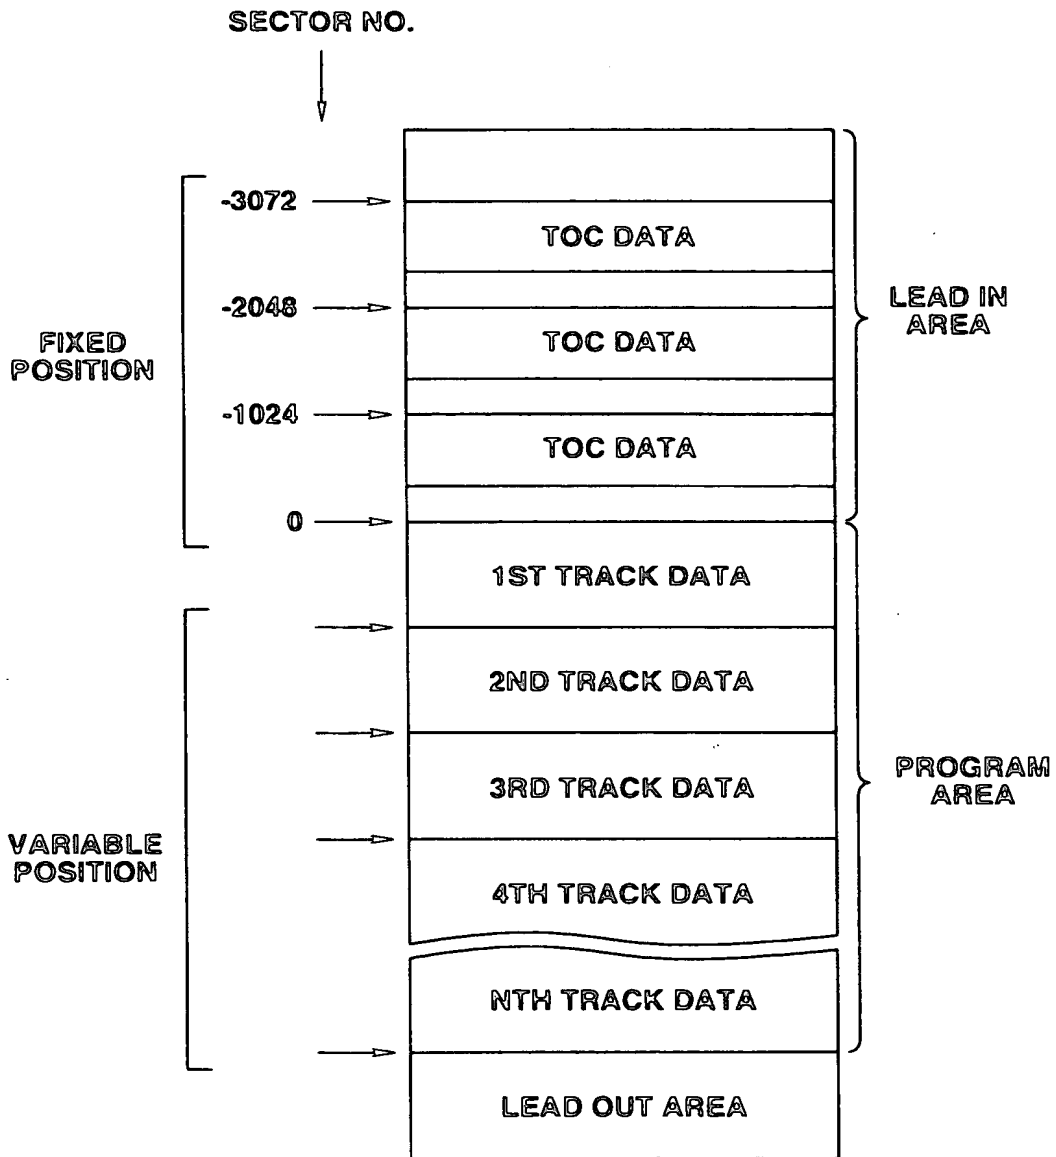 SECTOR NO.
-3072
TOC DATA
-2048
TOC DATA
LEAD IN
AREA
FIXED
POSITION
-1024
TOC DATA
0
1ST TRACK DATA
2ND TRACK DATA
3RD TRACK DATA
PROGRAM
AREA
VARIABLE
POSITION
4TH TRACK DATA
NTH TRACK DATA
LEAD OUT AREA